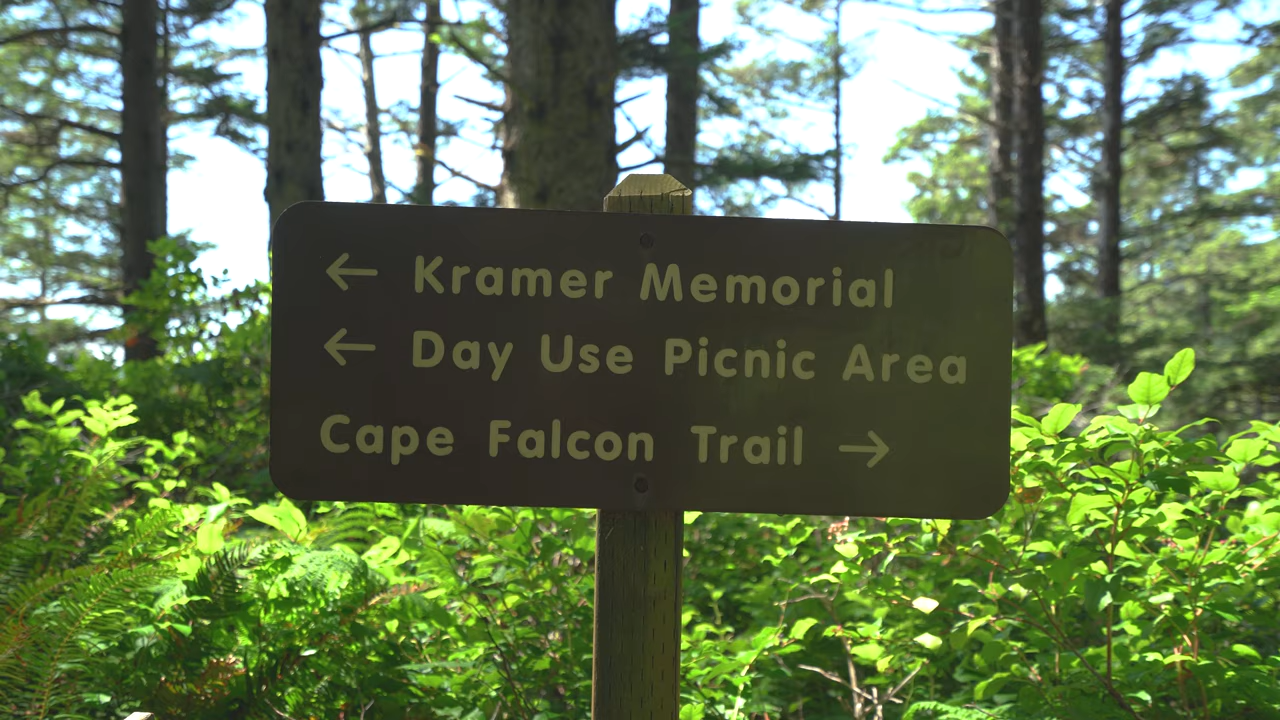 ← Kramer Memorial
← Day Use Picnic Area
Cape Falcon Trail →